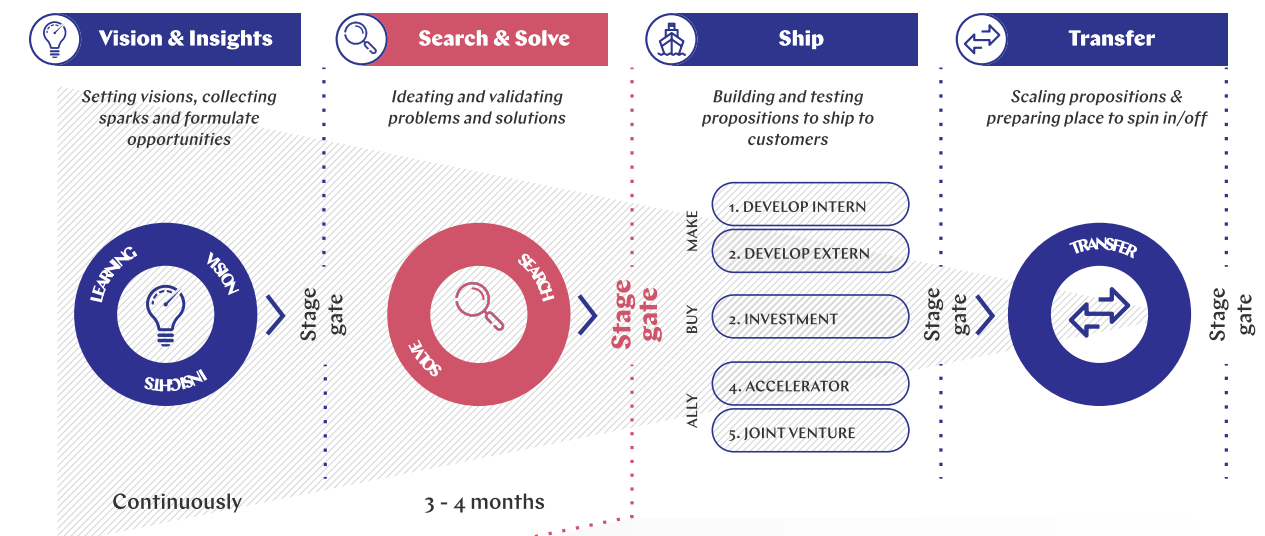 Vision & Insights
Search & Solve
Ship
Transfer
Setting visions, collecting
sparks and formulate
opportunities
Ideating and validating
problems and solutions
Building and testing
propositions to ship to
customers
Scaling propositions &
preparing place to spin in/off
LEARNING
VISION
INSIGHTS
Stage
gate
SEARCH
SOLVE
Stage
gate
MAKE
1. DEVELOP INTERN
2. DEVELOP EXTERN
BUY
2. INVESTMENT
ALLY
4. ACCELERATOR
5. JOINT VENTURE
Stage
gate
TRANSFER
Stage
gate
Continuously
3 - 4 months